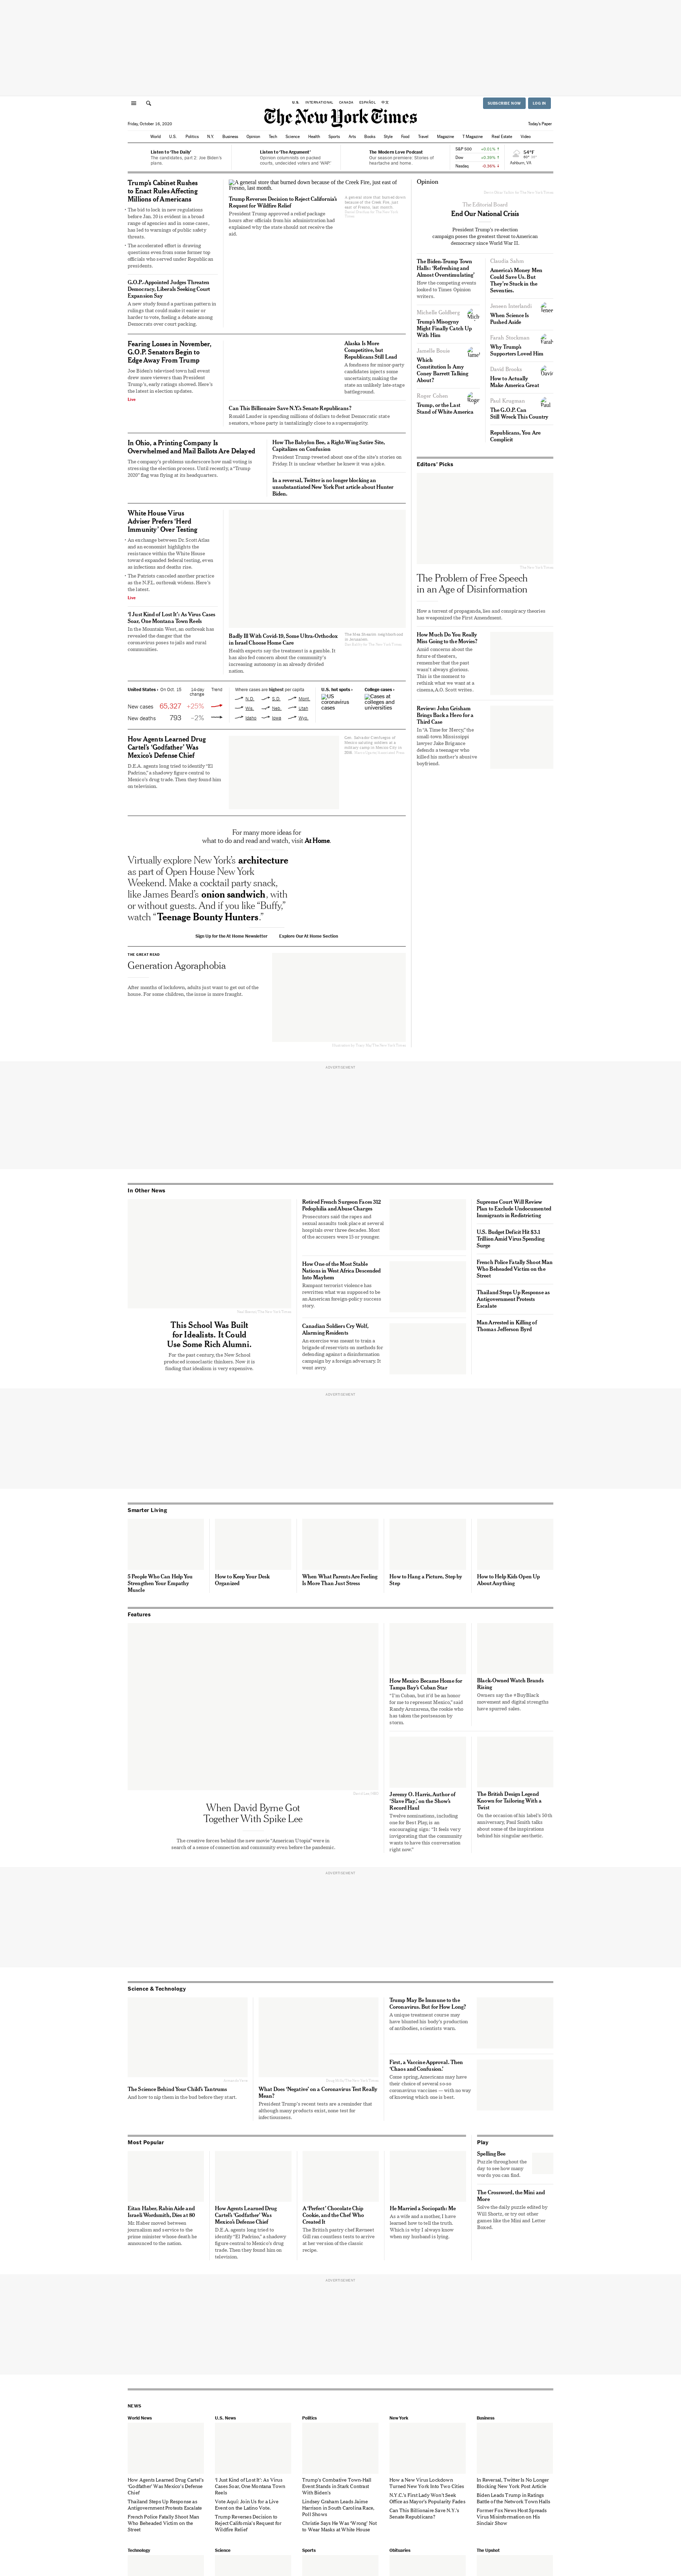 U.S. INTERNATIONAL CANADA ESPAÑOL 中文
SUBSCRIBE NOW LOG IN
The New York Times
Friday, October 16, 2020
Today's Paper
World U.S. Politics N.Y. Business Opinion Tech Science Health Sports Arts Books Style Food Travel Magazine T Magazine Real Estate Video
Listen to 'The Daily'
The candidates, part 2: Joe Biden's
plans.
Listen to 'The Argument'
Opinion columnists on packed
courts, undecided voters and 'WAP.'
The Modern Love Podcast
Our season premiere: Stories of
heartache and home.
S&P 500
Dow
Nasdaq
54°F
Ashburn, VA
Trump's Cabinet Rushes
to Enact Rules Affecting
Millions of Americans
The bid to lock in new regulations
before Jan. 20 is evident in a broad
range of agencies and in some cases,
has led to warnings of public safety
threats.
The accelerated effort is drawing
questions even from some former top
officials who served under Republican
presidents.
G.O.P.-Appointed Judges Threaten
Democracy, Liberals Seeking Court
Expansion Say
A new study found a partisan pattern in
rulings that could make it easier or
harder to vote, fueling a debate among
Democrats over court packing.
A general store that burned down because of the Creek Fire, just east of
Fresno, last month.
Trump Reverses Decision to Reject California's
Request for Wildfire Relief
President Trump approved a relief package
hours after officials from his administration had
explained why the state should not receive the
aid.
A general store that burned down
because of the Creek Fire, just
east of Fresno, last month.
Fearing Losses in November,
G.O.P. Senators Begin to
Edge Away From Trump
Joe Biden's televised town hall event
drew more viewers than President
Trump's, early ratings showed. Here's
the latest in election updates.
Live
Alaska Is More
Competitive, but
Republicans Still Lead
A fondness for minor-party
candidates injects some
uncertainty, making the
state an unlikely late-stage
battleground.
Can This Billionaire Save N.Y.'s Senate Republicans?
Ronald Lauder is spending millions of dollars to defeat Democratic state
senators, whose party is tantalizingly close to a supermajority.
In Ohio, a Printing Company Is
Overwhelmed and Mail Ballots Are Delayed
The company's problems underscore how mail voting is
stressing the election process. Until recently, a "Trump
2020" flag was flying at its headquarters.
How The Babylon Bee, a Right-Wing Satire Site,
Capitalizes on Confusion
President Trump tweeted about one of the site's stories on
Friday. It is unclear whether he knew it was a joke.
In a reversal, Twitter is no longer blocking an
unsubstantiated New York Post article about Hunter
Biden.
White House Virus
Adviser Prefers 'Herd
Immunity' Over Testing
An exchange between Dr. Scott Atlas
and an economist highlights the
resistance within the White House
toward expanded federal testing, even
as infections and deaths rise.
The Patriots canceled another practice
as the N.F.L. outbreak widens. Here's
the latest.
Live
'I Just Kind of Lost It': As Virus Cases
Soar, One Montana Town Reels
In the Mountain West, an outbreak has
revealed the danger that the
coronavirus poses to jails and rural
communities.
Badly Ill With Covid-19, Some Ultra-Orthodox
in Israel Choose Home Care
Health experts say the treatment is a gamble. It
has also fed concern about the community's
increasing autonomy in an already divided
nation.
The Mea Shearim neighborhood
in Jerusalem.
United States › On Oct. 15 14-day change Trend
New cases 65,327 +25%
New deaths 793 –2%
Where cases are highest per capita
N.D. S.D. Mont.
Wis. Neb. Utah
Idaho Iowa Wyo.
U.S. hot spots ›
US
coronavirus
cases
College cases ›
Cases at
colleges and
universities
How Agents Learned Drug
Cartel's 'Godfather' Was
Mexico's Defense Chief
D.E.A. agents long tried to identify "El
Padrino," a shadowy figure central to
Mexico's drug trade. Then they found him
on television.
Gen. Salvador Cienfuegos of
Mexico saluting soldiers in a
military camp in Mexico City in
2016.
For many more ideas for
what to do and read and watch, visit At Home.
Virtually explore New York's architecture
as part of Open House New York
Weekend. Make a cocktail party snack,
like James Beard's onion sandwich, with
or without guests. And if you like "Buffy,"
watch "Teenage Bounty Hunters."
Sign Up for the At Home Newsletter Explore Our At Home Section
THE GREAT READ
Generation Agoraphobia
After months of lockdown, adults just want to get out of the
house. For some children, the issue is more fraught.
Opinion
The Editorial Board
End Our National Crisis
President Trump's re-election
campaign poses the greatest threat to American
democracy since World War II.
The Biden-Trump Town
Halls: 'Refreshing and
Almost Overstimulating'
How the competing events
looked to Times Opinion
writers.
Michelle Goldberg
Trump's Misogyny
Might Finally Catch Up
With Him
Jamelle Bouie
Which
Constitution Is Amy
Coney Barrett Talking
About?
Roger Cohen
Trump, or the Last
Stand of White America
Claudia Sahm
America's Money Men
Could Save Us. But
They're Stuck in the
Seventies.
Jeneen Interlandi
When Science Is
Pushed Aside
Farah Stockman
Why Trump's
Supporters Loved Him
David Brooks
How to Actually
Make America Great
Paul Krugman
The G.O.P. Can
Still Wreck This Country
Republicans, You Are
Complicit
Editors' Picks
The New York Times
The Problem of Free Speech
in an Age of Disinformation
How a torrent of propaganda, lies and conspiracy theories
has weaponized the First Amendment.
How Much Do You Really
Miss Going to the Movies?
Amid concerns about the
future of theaters,
remember that the past
wasn't always glorious.
This is the moment to
rethink what we want at a
cinema, A.O. Scott writes.
Review: John Grisham
Brings Back a Hero for a
Third Case
In "A Time for Mercy," the
small-town Mississippi
lawyer Jake Brigance
defends a teenager who
killed his mother's abusive
boyfriend.
ADVERTISEMENT
In Other News
This School Was Built
for Idealists. It Could
Use Some Rich Alumni.
For the past century, the New School
produced iconoclastic thinkers. Now it is
finding that idealism is very expensive.
Retired French Surgeon Faces 312
Pedophilia and Abuse Charges
Prosecutors said the rapes and
sexual assaults took place at several
hospitals over three decades. Most
of the accusers were 15 or younger.
How One of the Most Stable
Nations in West Africa Descended
Into Mayhem
Rampant terrorist violence has
rewritten what was supposed to be
an American foreign-policy success
story.
Canadian Soldiers Cry Wolf,
Alarming Residents
An exercise was meant to train a
brigade of reservists on methods for
defending against a disinformation
campaign by a foreign adversary. It
went awry.
Supreme Court Will Review
Plan to Exclude Undocumented
Immigrants in Redistricting
U.S. Budget Deficit Hit $3.1
Trillion Amid Virus Spending
Surge
French Police Fatally Shoot Man
Who Beheaded Victim on the
Street
Thailand Steps Up Response as
Antigovernment Protests
Escalate
Man Arrested in Killing of
Thomas Jefferson Byrd
ADVERTISEMENT
Smarter Living
5 People Who Can Help You
Strengthen Your Empathy
Muscle
How to Keep Your Desk
Organized
When What Parents Are Feeling
Is More Than Just Stress
How to Hang a Picture, Step by
Step
How to Help Kids Open Up
About Anything
Features
When David Byrne Got
Together With Spike Lee
The creative forces behind the new movie "American Utopia" were in
search of a sense of connection and community even before the pandemic.
How Mexico Became Home for
Tampa Bay's Cuban Star
"I'm Cuban, but it'd be an honor
for me to represent Mexico," said
Randy Arozarena, the rookie who
has taken the postseason by
storm.
Black-Owned Watch Brands
Rising
Owners say the #BuyBlack
movement and digital strengths
have spurred sales.
Jeremy O. Harris, Author of
'Slave Play,' on the Show's
Record Haul
Twelve nominations, including
one for Best Play, is an
encouraging sign: "It feels very
invigorating that the community
wants to have this conversation
right now."
The British Design Legend
Known for Tailoring With a
Twist
On the occasion of his label's 50th
anniversary, Paul Smith talks
about some of the inspirations
behind his singular aesthetic.
ADVERTISEMENT
Science & Technology
The Science Behind Your Child's Tantrums
And how to nip them in the bud before they start.
What Does 'Negative' on a Coronavirus Test Really
Mean?
President Trump's recent tests are a reminder that
although many products exist, none test for
infectiousness.
Trump May Be Immune to the
Coronavirus. But for How Long?
A unique treatment course may
have blunted his body's production
of antibodies, scientists warn.
First, a Vaccine Approval. Then
'Chaos and Confusion.'
Come spring, Americans may have
their choice of several so-so
coronavirus vaccines — with no way
of knowing which one is best.
Most Popular
Eitan Haber, Rabin Aide and
Israeli Wordsmith, Dies at 80
Mr. Haber moved between
journalism and service to the
prime minister whose death he
announced to the nation.
How Agents Learned Drug
Cartel's 'Godfather' Was
Mexico's Defense Chief
D.E.A. agents long tried to
identify "El Padrino," a shadowy
figure central to Mexico's drug
trade. Then they found him on
television.
A 'Perfect' Chocolate Chip
Cookie, and the Chef Who
Created It
The British pastry chef Ravneet
Gill ran countless tests to arrive
at her version of the classic
recipe.
He Married a Sociopath: Me
As a wife and a mother, I have
learned how to tell the truth.
Which is why I always know
when my husband is lying.
Play
Spelling Bee
Puzzle throughout the
day to see how many
words you can find.
The Crossword, the Mini and
More
Solve the daily puzzle edited by
Will Shortz, or try out other
games like the Mini and Letter
Boxed.
ADVERTISEMENT
NEWS
World News
How Agents Learned Drug Cartel's
'Godfather' Was Mexico's Defense
Chief
Thailand Steps Up Response as
Antigovernment Protests Escalate
French Police Fatally Shoot Man
Who Beheaded Victim on the
Street
U.S. News
'I Just Kind of Lost It': As Virus
Cases Soar, One Montana Town
Reels
Vote Aqui: Join Us for a Live
Event on the Latino Vote.
Trump Reverses Decision to
Reject California's Request for
Wildfire Relief
Politics
Trump's Combative Town-Hall
Event Stands in Stark Contrast
With Biden's
Lindsey Graham Leads Jaime
Harrison in South Carolina Race,
Poll Shows
Christie Says He Was 'Wrong' Not
to Wear Masks at White House
New York
How a New Virus Lockdown
Turned New York Into Two Cities
N.Y.C.'s First Lady Won't Seek
Office as Mayor's Popularity Fades
Can This Billionaire Save N.Y.'s
Senate Republicans?
Business
In Reversal, Twitter Is No Longer
Blocking New York Post Article
Biden Leads Trump in Ratings
Battle of the Network Town Halls
Former Fox News Host Spreads
Virus Misinformation on His
Sinclair Show
Technology Science Sports Obituaries The Upshot